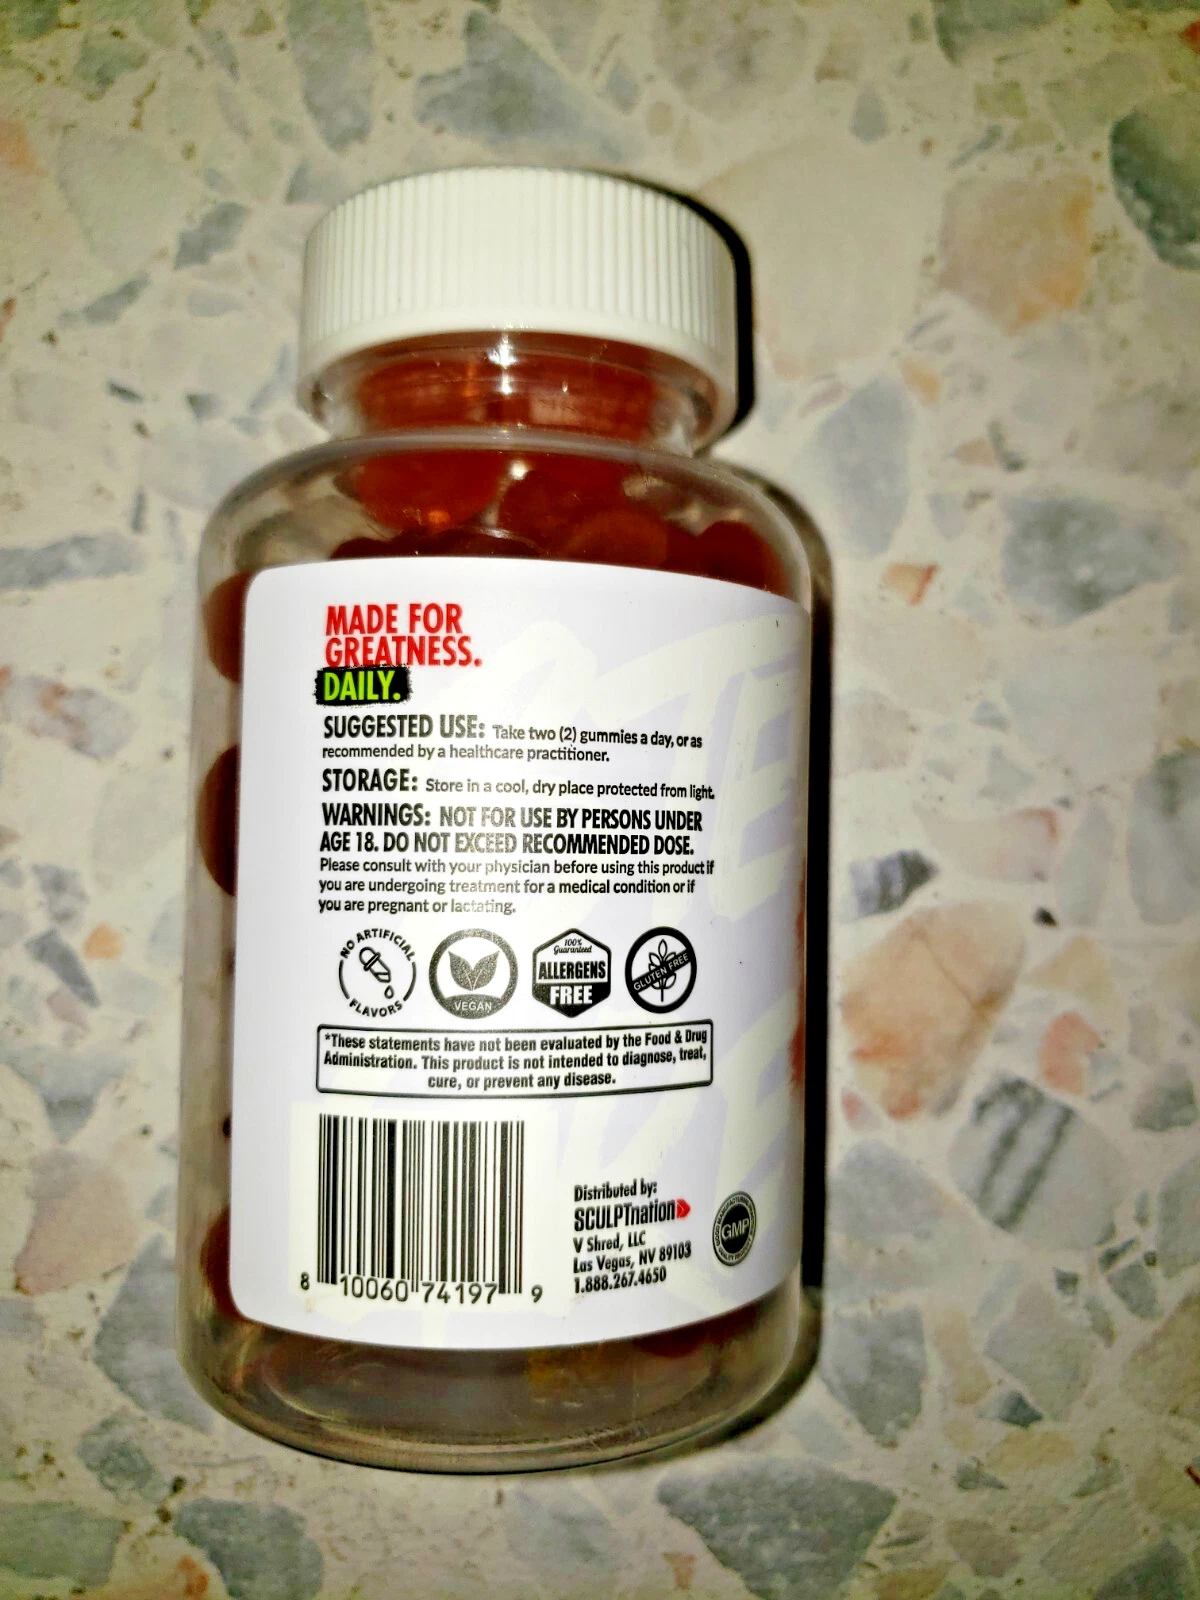 MADE FOR
GREATNESS.
DAILY.
SUGGESTED USE: Take two (2) gummies a day, or as
recommended by a healthcare practitioner.
STORAGE: Store in a cool, dry place protected from light.
WARNINGS: NOT FOR USE BY PERSONS UNDER
AGE 18. DO NOT EXCEED RECOMMENDED DOSE.
Please consult with your physician before using this product if
you are undergoing treatment for a medical condition or if
you are pregnant or lactating.
NO ARTIFICIAL
FLAVORS
VEGAN
100%
Guaranteed
ALLERGENS
FREE
GLUTEN FREE
*These statements have not been evaluated by the Food & Drug
Administration. This product is not intended to diagnose, treat,
cure, or prevent any disease.
8 10060 74197 9
Distributed by:
SCULPTnation
V Shred, LLC
Las Vegas, NV 89103
1.888.267.4650
GMP